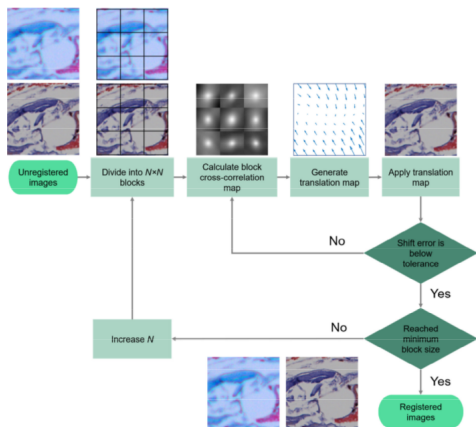 Unregistered
images
Divide into N×N
blocks
Calculate block
cross-correlation
map
Generate
translation map
Apply translation
map
No
Shift error is
below
tolerance
Yes
Increase N
No
Reached
minimum
block size
Yes
Registered
images